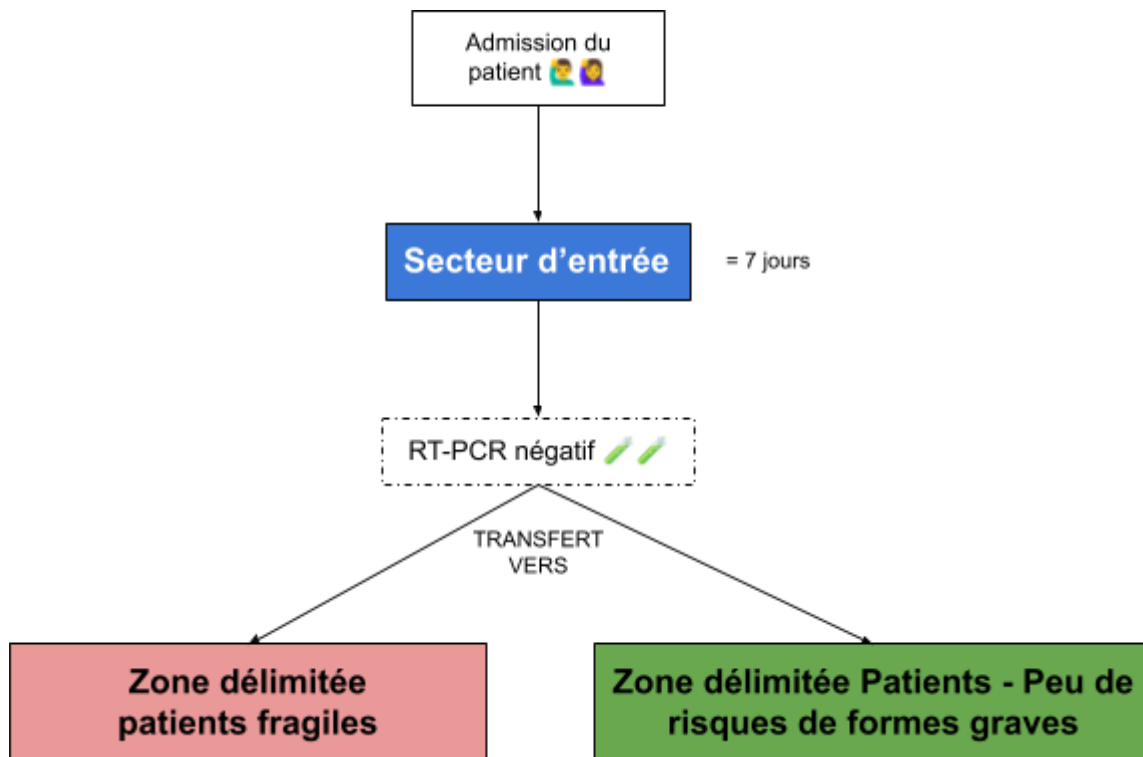 Admission du
patient 🙋‍♂️🙋‍♀️
Secteur d’entrée
= 7 jours
RT-PCR négatif 🧪🧪
TRANSFERT
VERS
Zone délimitée
patients fragiles
Zone délimitée Patients - Peu de
risques de formes graves